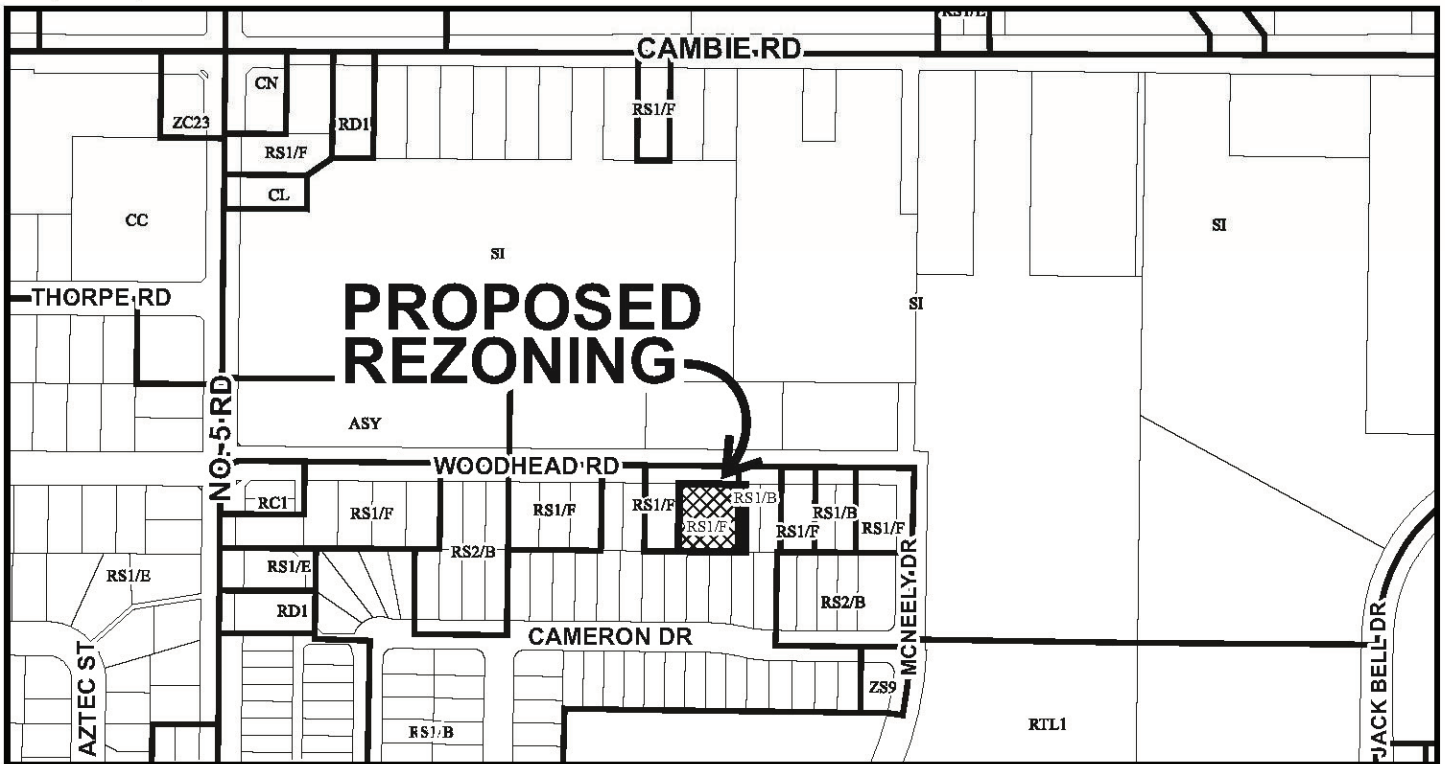 RS1/E
CAMBIE RD
CN
ZC23
RD1
RS1/F
RS1/F
CL
CC
SI
SI
SI
THORPE RD
PROPOSED
REZONING
NO. 5 RD
ASY
WOODHEAD RD
RC1
RS1/F
RS2/B
RS1/F
RS1/F
RS1/F
RS1/B
RS1/F
RS1/B
RS1/F
RS1/E
RS1/E
RD1
RS2/B
CAMERON DR
MCNEELY DR
AZTEC ST
RS1/B
ZS9
RTL1
JACK BELL DR